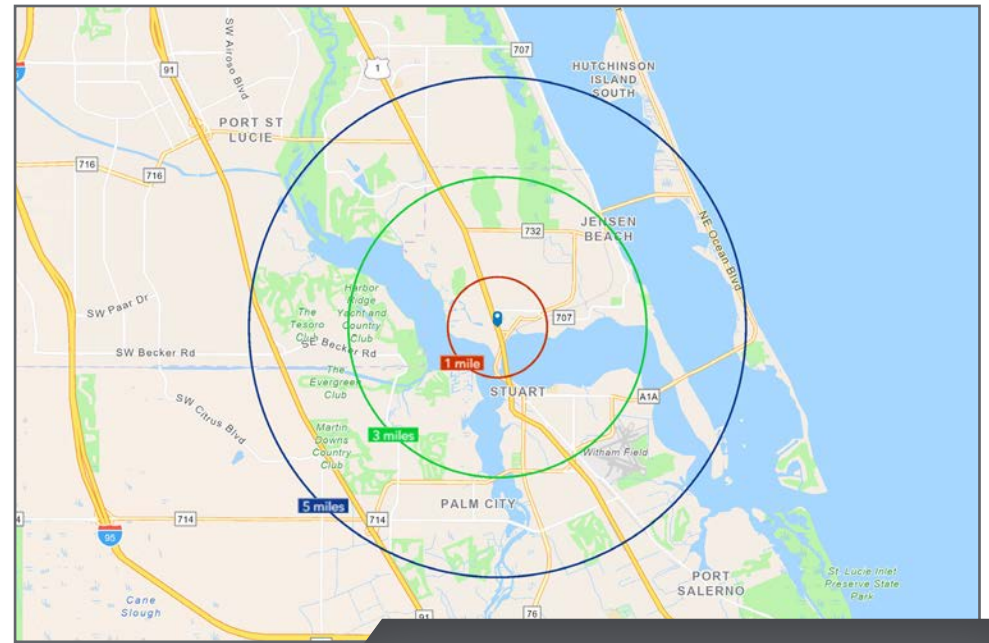 SW Airoso Blvd
91
1
707
HUTCHINSON
ISLAND
SOUTH
PORT ST
LUCIE
716
716
JENSEN
BEACH
732
NE Ocean Blvd
Harbor
Ridge
Yacht and
Country
Club
The
Tesoro
Club
SW Paar Dr
707
SE Becker Rd
SW Becker Rd
1 mile
The
Evergreen
Club
STUART
A1A
SW Citrus Blvd
Martin
Downs
Country
Club
3 miles
Witham Field
5 miles
PALM CITY
4
714
714
95
PORT
SALERNO
St. Lucie Inlet
Preserve State
Park
Cane
Slough
91
76